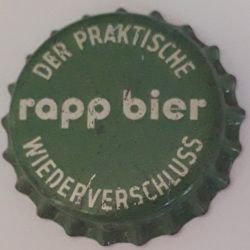 DER PRAKTISCHE
rapp bier
WIEDERVERSCHLUSS